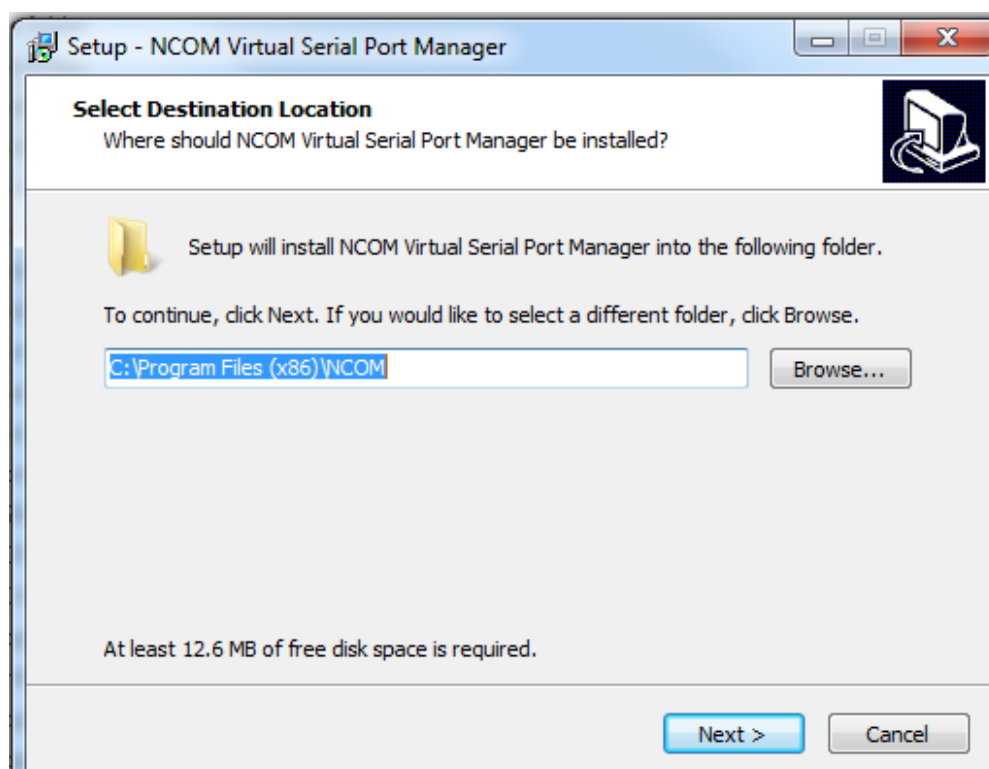 Setup - NCOM Virtual Serial Port Manager
Select Destination Location
Where should NCOM Virtual Serial Port Manager be installed?
Setup will install NCOM Virtual Serial Port Manager into the following folder.
To continue, click Next. If you would like to select a different folder, click Browse.
C:\Program Files (x86)\NCOM
Browse...
At least 12.6 MB of free disk space is required.
Next >
Cancel